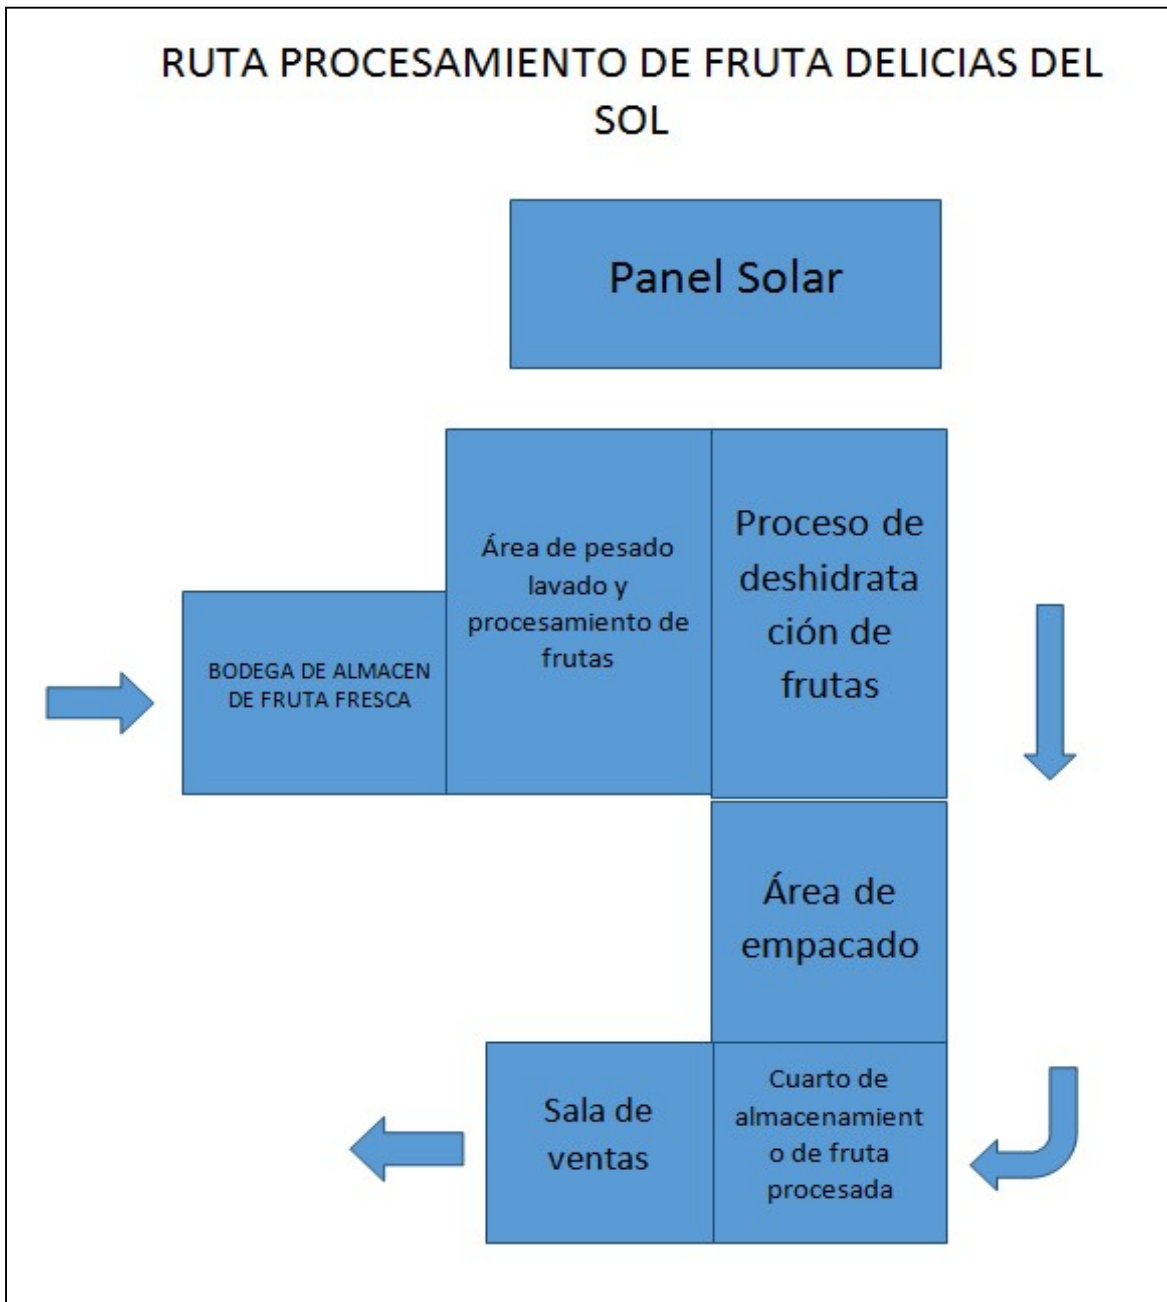 RUTA PROCESAMIENTO DE FRUTA DELICIAS DEL
SOL
Panel Solar
Área de pesado
lavado y
procesamiento de
frutas
Proceso de
deshidrata
ción de
frutas
BODEGA DE ALMACEN
DE FRUTA FRESCA
Área de
empacado
Sala de
ventas
Cuarto de
almacenamient
o de fruta
procesada